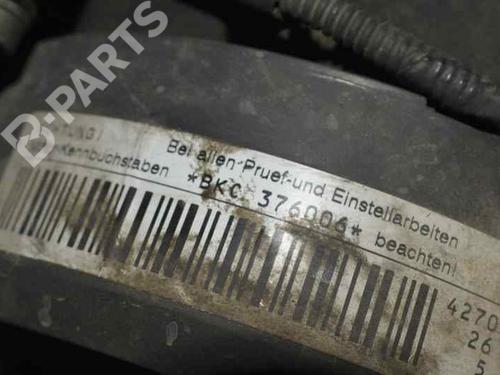 B-PARTS
Bei allen Pruef-und Einstellarbeiten
Kennbuchstaben *BKC 376006* beachten!
4270
26
5